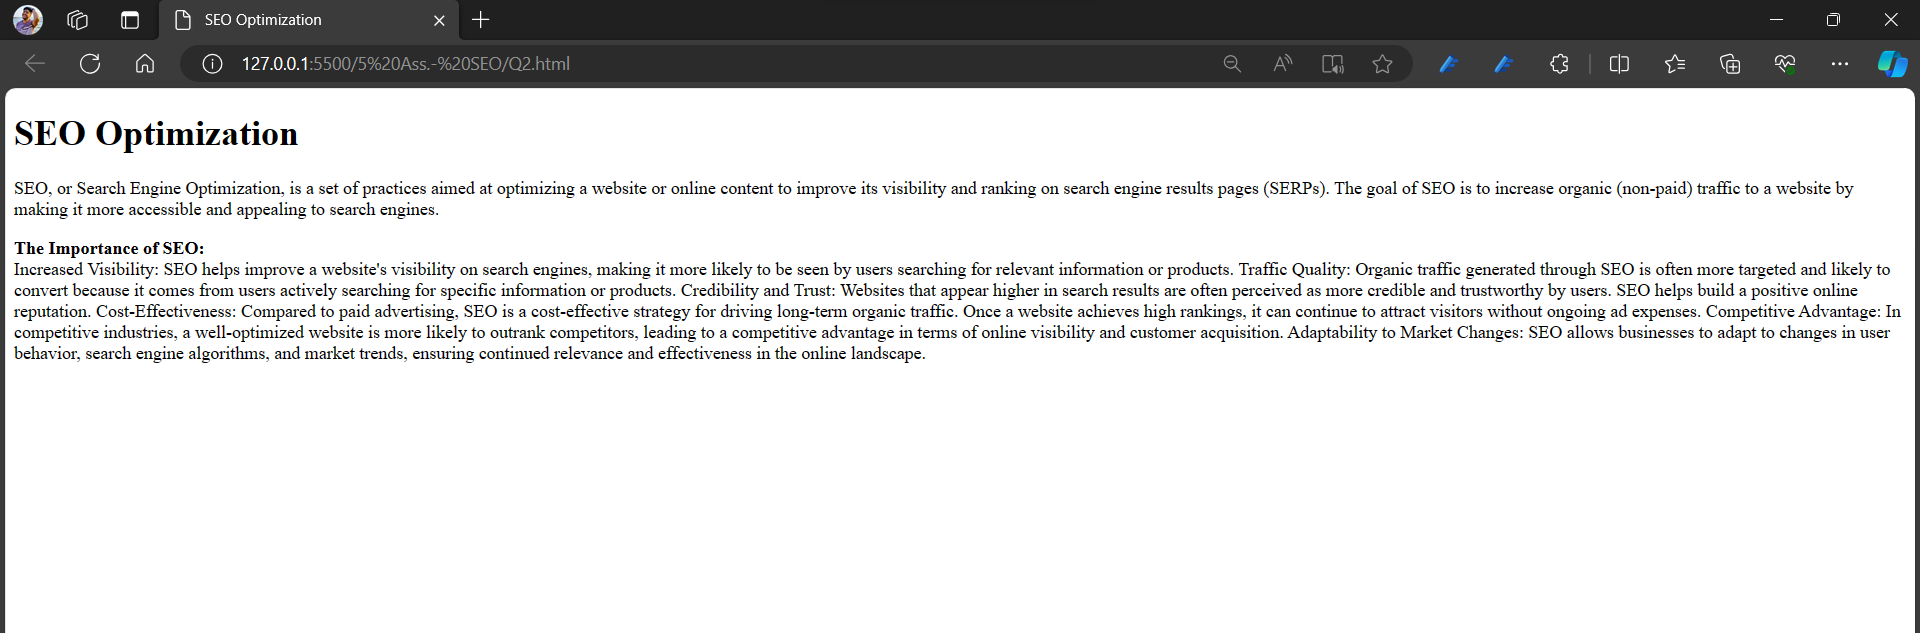 SEO Optimization
127.0.0.1:5500/5%20Ass.-%20SEO/Q2.html
SEO Optimization
SEO, or Search Engine Optimization, is a set of practices aimed at optimizing a website or online content to improve its visibility and ranking on search engine results pages (SERPs). The goal of SEO is to increase organic (non-paid) traffic to a website by
making it more accessible and appealing to search engines.
The Importance of SEO:
Increased Visibility: SEO helps improve a website's visibility on search engines, making it more likely to be seen by users searching for relevant information or products. Traffic Quality: Organic traffic generated through SEO is often more targeted and likely to
convert because it comes from users actively searching for specific information or products. Credibility and Trust: Websites that appear higher in search results are often perceived as more credible and trustworthy by users. SEO helps build a positive online
reputation. Cost-Effectiveness: Compared to paid advertising, SEO is a cost-effective strategy for driving long-term organic traffic. Once a website achieves high rankings, it can continue to attract visitors without ongoing ad expenses. Competitive Advantage: In
competitive industries, a well-optimized website is more likely to outrank competitors, leading to a competitive advantage in terms of online visibility and customer acquisition. Adaptability to Market Changes: SEO allows businesses to adapt to changes in user
behavior, search engine algorithms, and market trends, ensuring continued relevance and effectiveness in the online landscape.